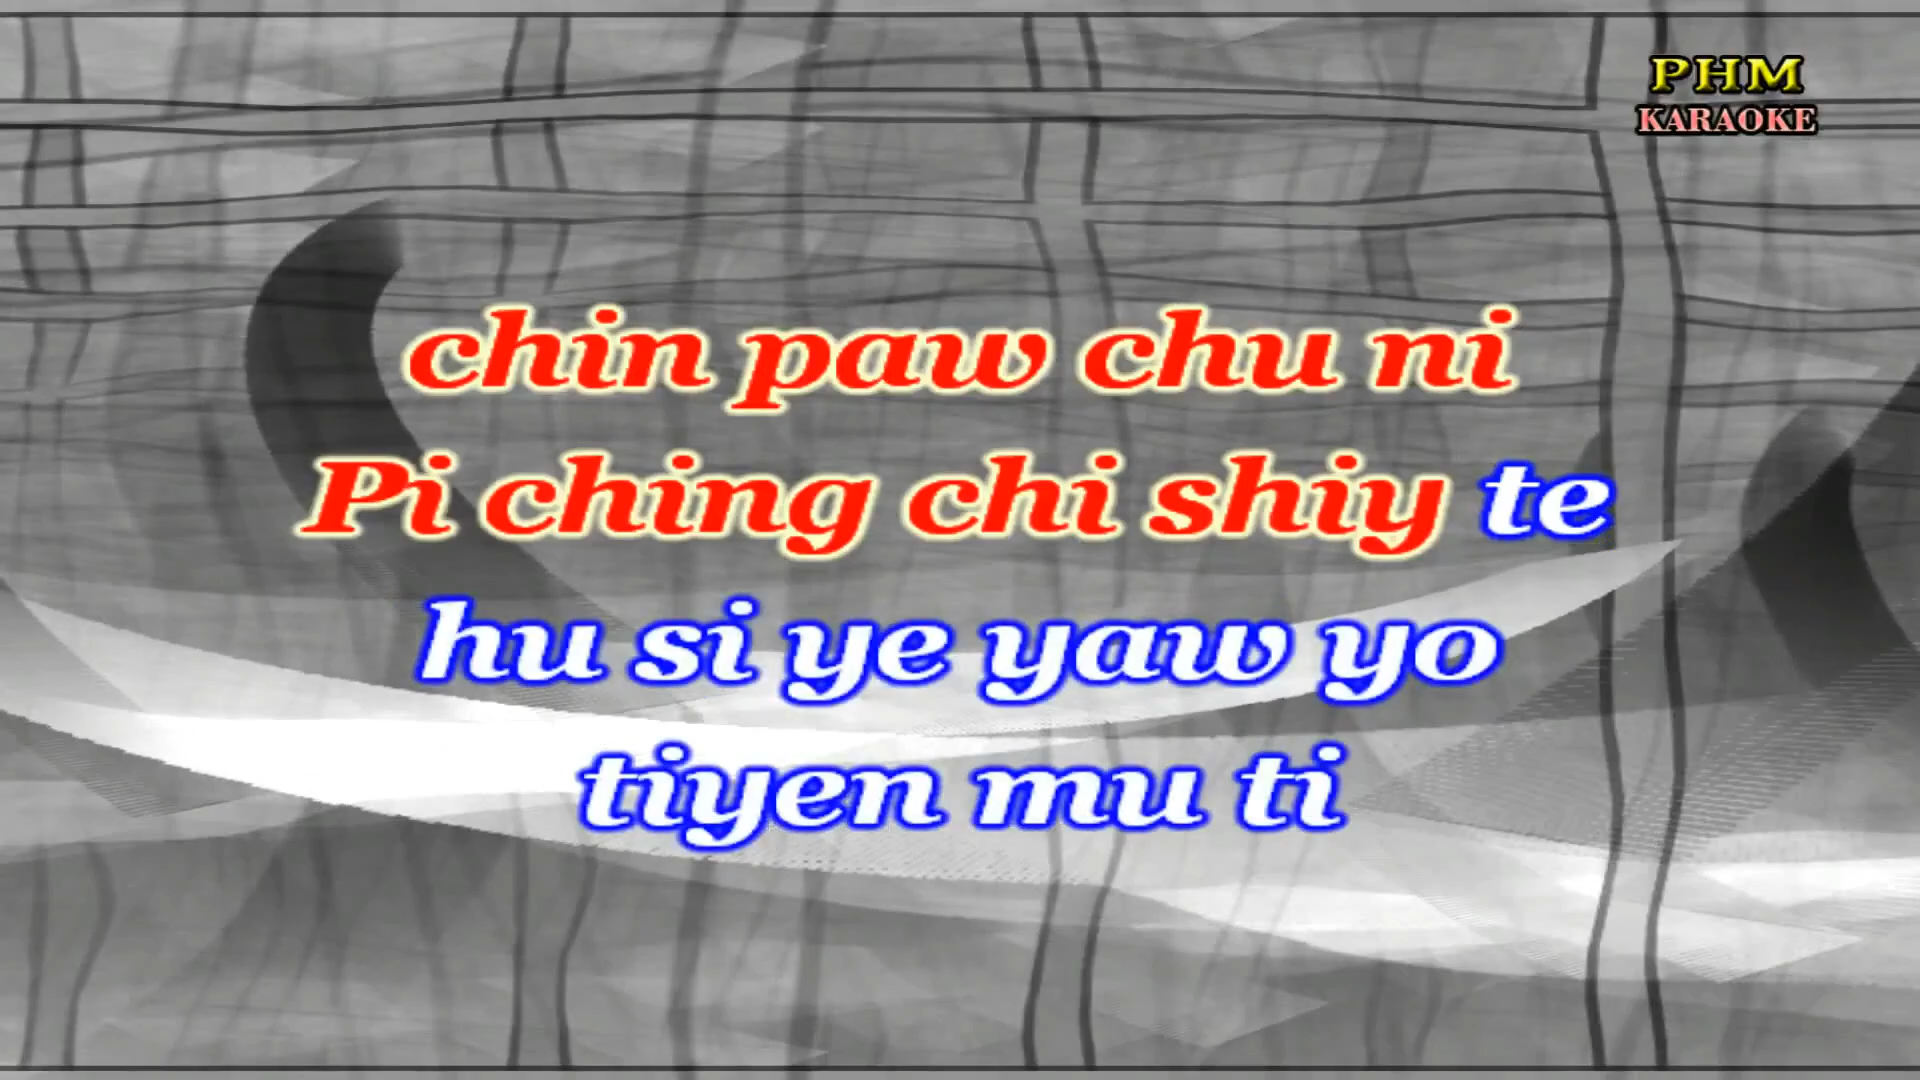 PHM
KARAOKE
chin paw chu ni
Pi ching chi shiy te
hu si ye yaw yo
tiyen mu ti